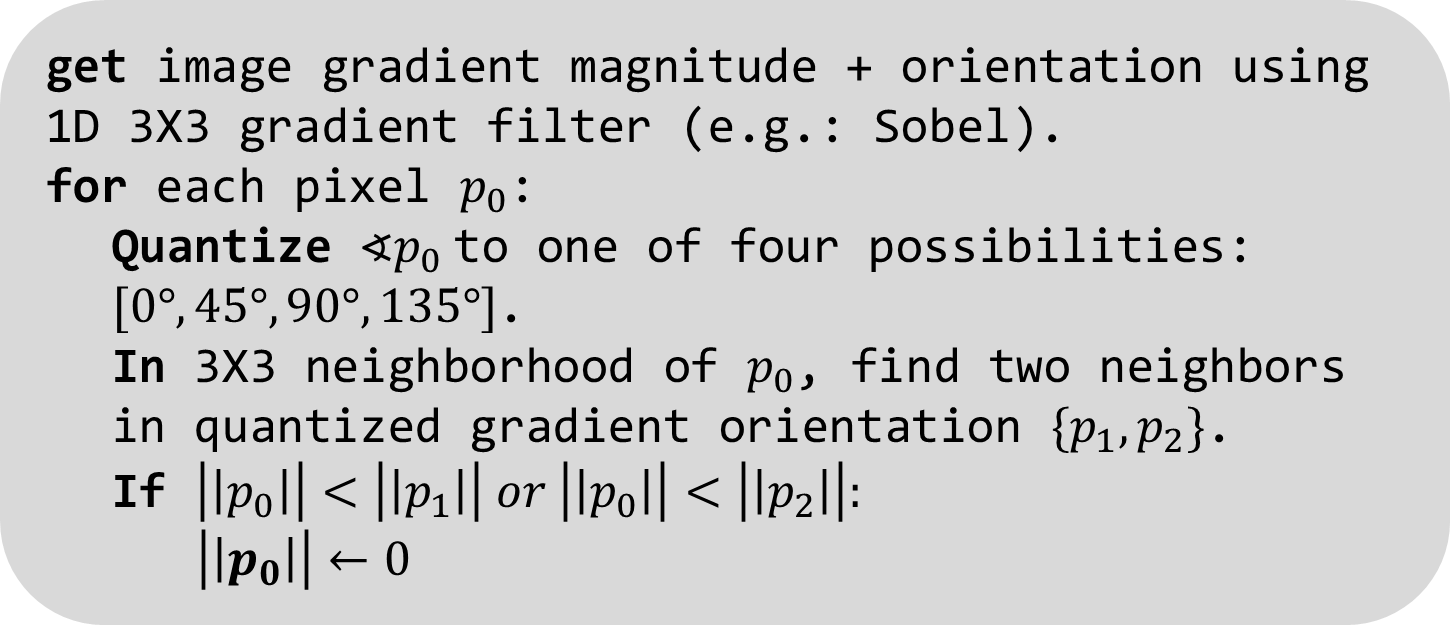 get image gradient magnitude + orientation using
1D 3X3 gradient filter (e.g.: Sobel).
for each pixel p₀:
Quantize ∢p₀ to one of four possibilities:
[0°, 45°, 90°, 135°].
In 3X3 neighborhood of p₀, find two neighbors
in quantized gradient orientation {p₁, p₂}.
If ||p₀|| < ||p₁|| or ||p₀|| < ||p₂||:
||p₀|| ← 0